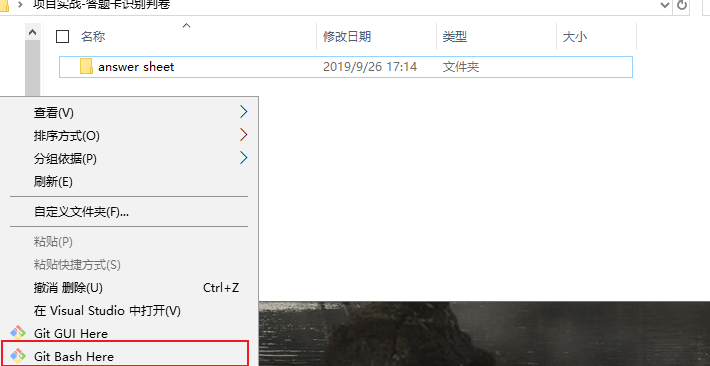 项目实战-答题卡识别判卷
名称 修改日期 类型 大小
answer sheet 2019/9/26 17:14 文件夹
查看(V)
排序方式(O)
分组依据(P)
刷新(E)
自定义文件夹(F)...
粘贴(P)
粘贴快捷方式(S)
撤消 删除(U) Ctrl+Z
在 Visual Studio 中打开(V)
Git GUI Here
Git Bash Here